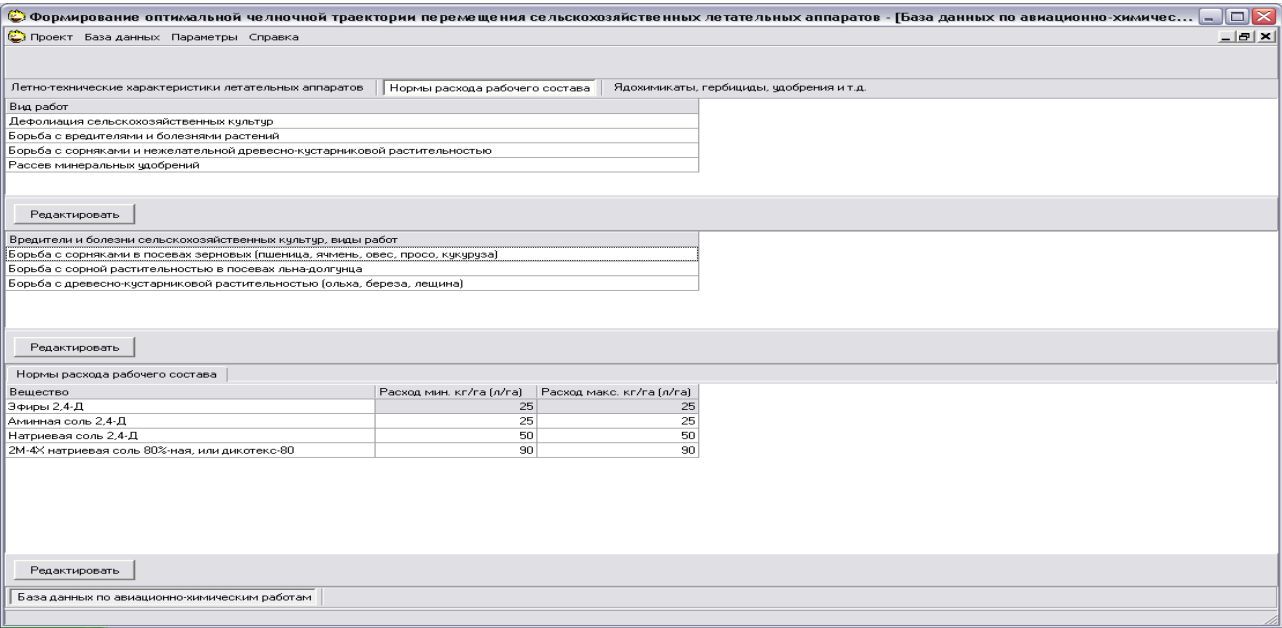 Формирование оптимальной челночной траектории перемещения сельскохозяйственных летательных аппаратов - [База данных по авиационно-химичес...
Проект База данных Параметры Справка
Летно-технические характеристики летательных аппаратов Нормы расхода рабочего состава Ядохимикаты, гербициды, удобрения и т.д.
Вид работ
Дефолиация сельскохозяйственных культур
Борьба с вредителями и болезнями растений
Борьба с сорняками и нежелательной древесно-кустарниковой растительностью
Рассев минеральных удобрений
Редактировать
Вредители и болезни сельскохозяйственных культур, виды работ
Борьба с сорняками в посевах зерновых (пшеница, ячмень, овес, просо, кукуруза)
Борьба с сорной растительностью в посевах льна-долгунца
Борьба с древесно-кустарниковой растительностью (ольха, береза, лещина)
Редактировать
Нормы расхода рабочего состава
Вещество Расход мин. кг/га (л/га) Расход макс. кг/га (л/га)
Эфиры 2,4-Д 25 25
Аминная соль 2,4-Д 25 25
Натриевая соль 2,4-Д 50 50
2М-4Х натриевая соль 80%-ная, или дикотекс-80 90 90
Редактировать
База данных по авиационно-химическим работам